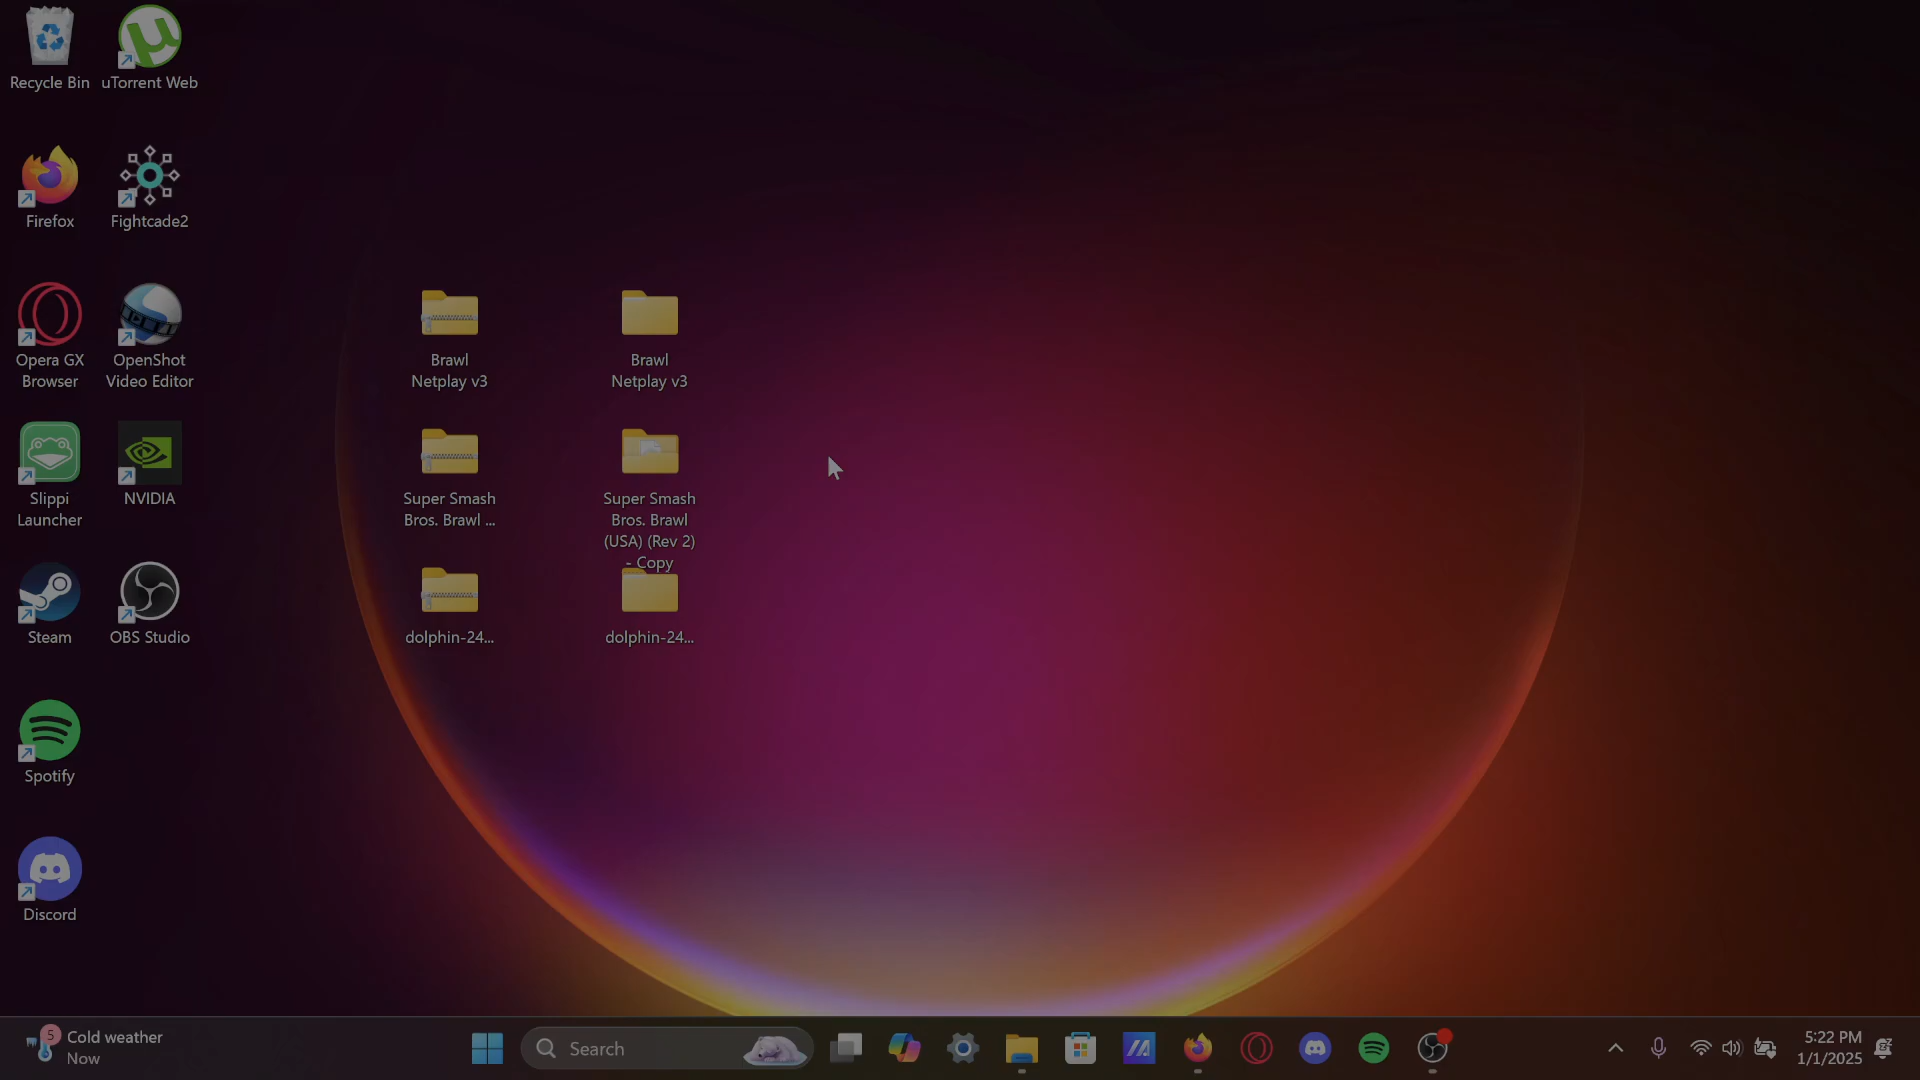 Recycle Bin
uTorrent Web
Firefox
Fightcade2
Opera GX
Browser
OpenShot
Video Editor
Brawl
Netplay v3
Brawl
Netplay v3
Slippi
Launcher
NVIDIA
Super Smash
Bros. Brawl ...
Super Smash
Bros. Brawl
(USA) (Rev 2)
- Copy
Steam
OBS Studio
dolphin-24...
dolphin-24...
Spotify
Discord
5
Cold weather
Now
Search
5:22 PM
1/1/2025